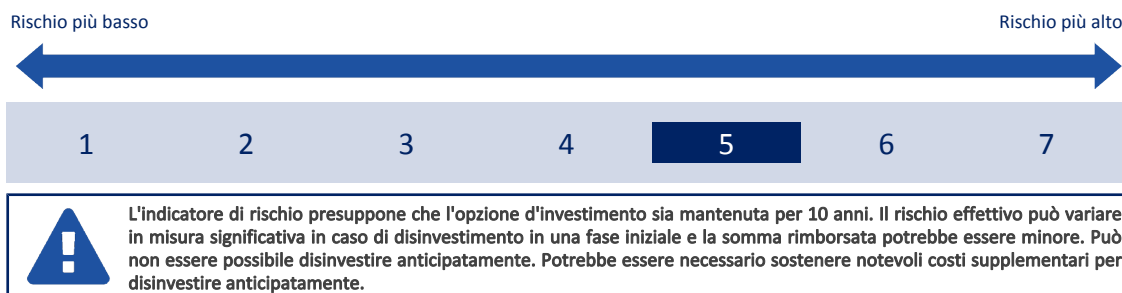 Rischio più basso Rischio più alto
1 2 3 4 5 6 7
L'indicatore di rischio presuppone che l'opzione d'investimento sia mantenuta per 10 anni. Il rischio effettivo può variare
in misura significativa in caso di disinvestimento in una fase iniziale e la somma rimborsata potrebbe essere minore. Può
non essere possibile disinvestire anticipatamente. Potrebbe essere necessario sostenere notevoli costi supplementari per
disinvestire anticipatamente.